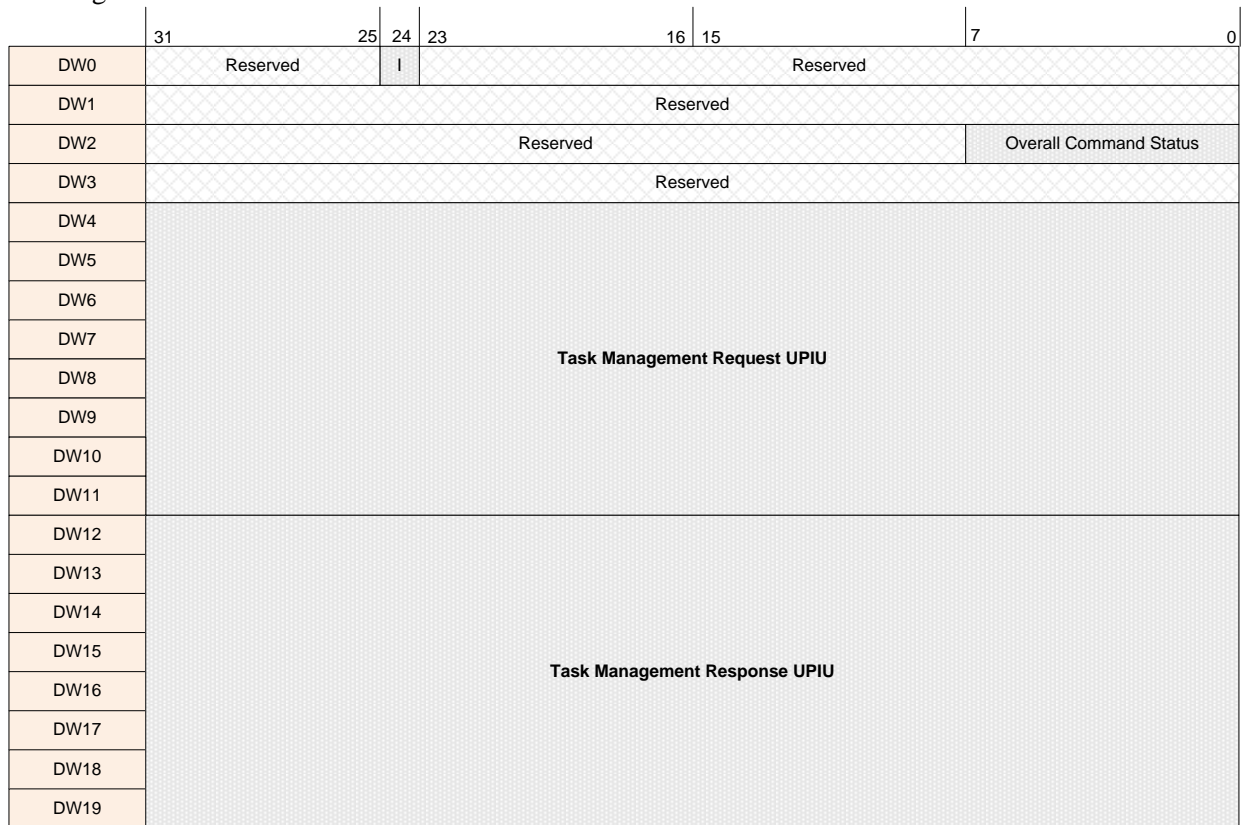 31 25 24 23 16 15 7 0
DW0 Reserved I Reserved
DW1 Reserved
DW2 Reserved Overall Command Status
DW3 Reserved
DW4
DW5
DW6
DW7
Task Management Request UPIU
DW8
DW9
DW10
DW11
DW12
DW13
DW14
DW15
Task Management Response UPIU
DW16
DW17
DW18
DW19